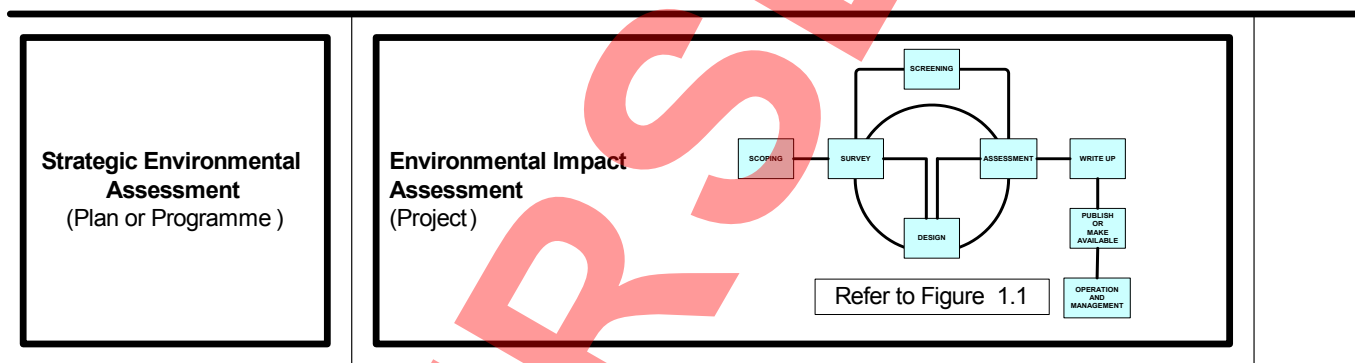 Strategic Environmental
Assessment
(Plan or Programme )
Environmental Impact
Assessment
(Project)
SCREENING
SCOPING
SURVEY
ASSESSMENT
WRITE UP
DESIGN
PUBLISH
OR
MAKE
AVAILABLE
OPERATION
AND
MANAGEMENT
Refer to Figure 1.1